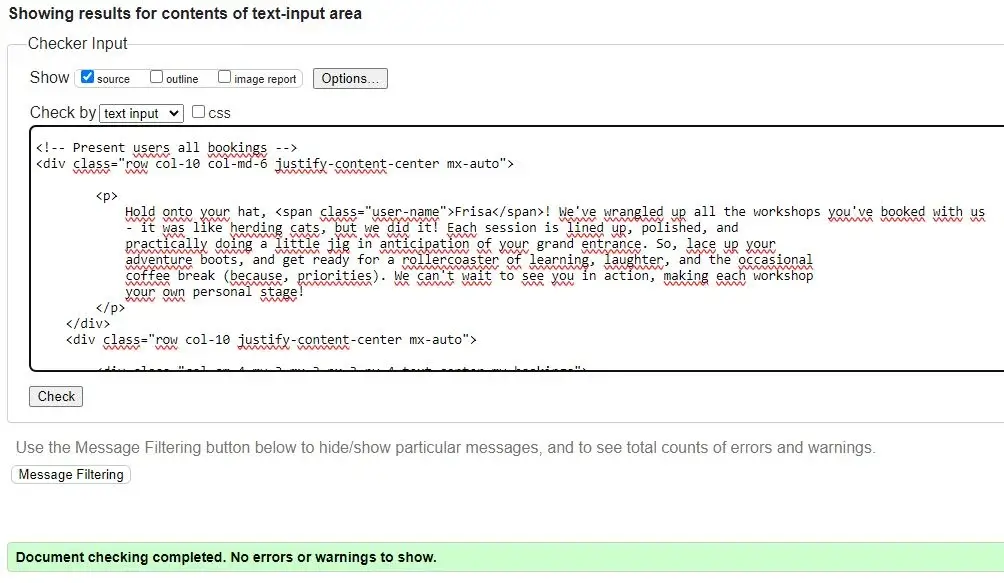 Showing results for contents of text-input area
Checker Input
Show source outline image report Options...
Check by text input css
<!-- Present users all bookings -->
<div class="row col-10 col-md-6 justify-content-center mx-auto">
<p>
Hold onto your hat, <span class="user-name">Frisa</span>! We've wrangled up all the workshops you've booked with us
- it was like herding cats, but we did it! Each session is lined up, polished, and
practically doing a little jig in anticipation of your grand entrance. So, lace up your
adventure boots, and get ready for a rollercoaster of learning, laughter, and the occasional
coffee break (because, priorities). We can't wait to see you in action, making each workshop
your own personal stage!
</p>
</div>
<div class="row col-10 justify-content-center mx-auto">
Check
Use the Message Filtering button below to hide/show particular messages, and to see total counts of errors and warnings.
Message Filtering
Document checking completed. No errors or warnings to show.